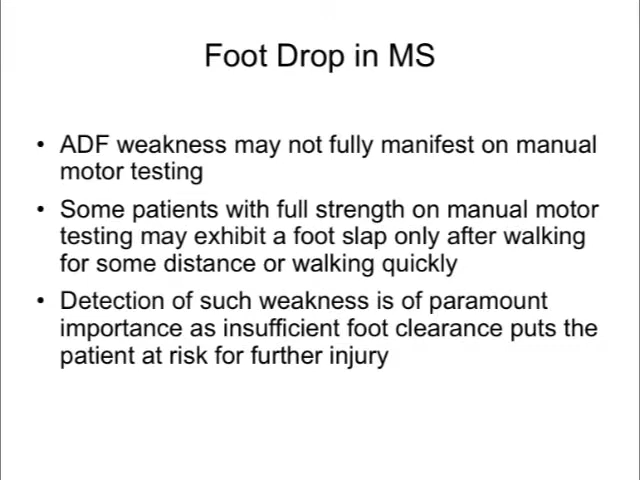 Foot Drop in MS
• ADF weakness may not fully manifest on manual
motor testing
• Some patients with full strength on manual motor
testing may exhibit a foot slap only after walking
for some distance or walking quickly
• Detection of such weakness is of paramount
importance as insufficient foot clearance puts the
patient at risk for further injury